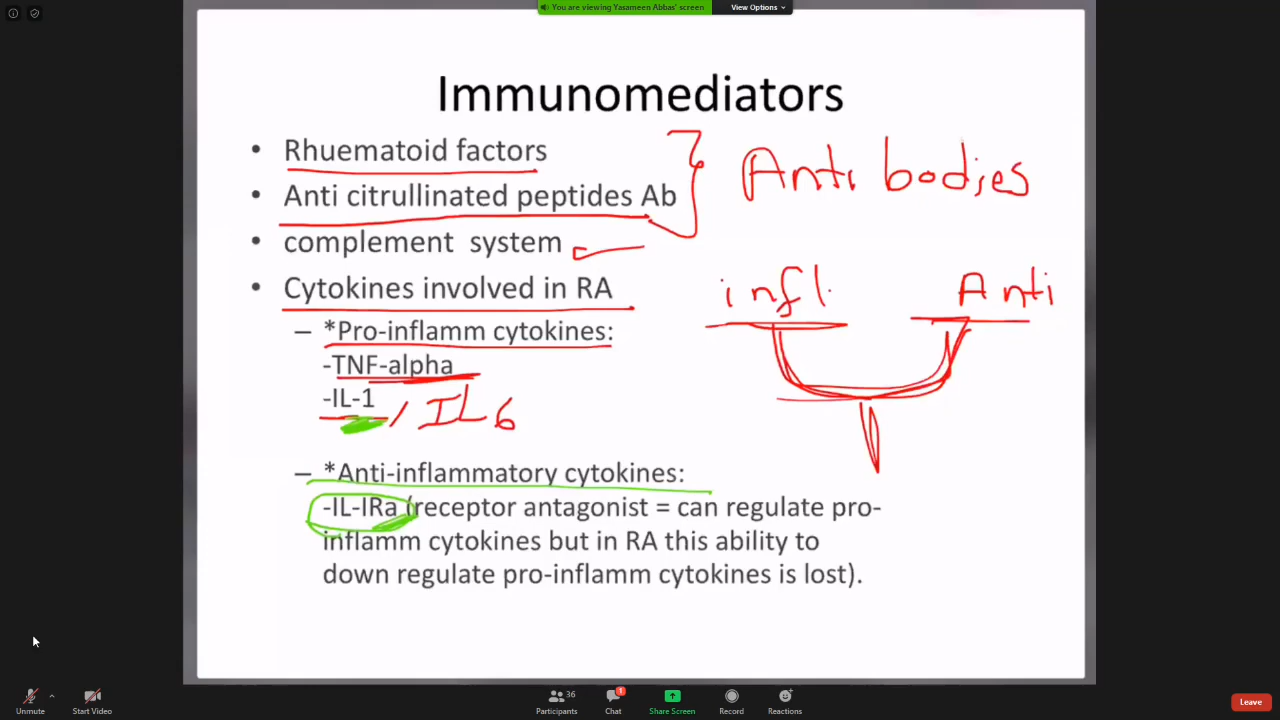 You are viewing Yasameen Abbas' screen
View Options
Immunomediators
• Rhuematoid factors
• Anti citrullinated peptides Ab
Anti bodies
• complement system
• Cytokines involved in RA
infl.
Anti
– *Pro-inflamm cytokines:
-TNF-alpha
-IL-1 / IL 6
– *Anti-inflammatory cytokines:
-IL-IRa (receptor antagonist = can regulate pro-
inflamm cytokines but in RA this ability to
down regulate pro-inflamm cytokines is lost).
Unmute
Start Video
36
Participants
1
Chat
Share Screen
Record
Reactions
Leave